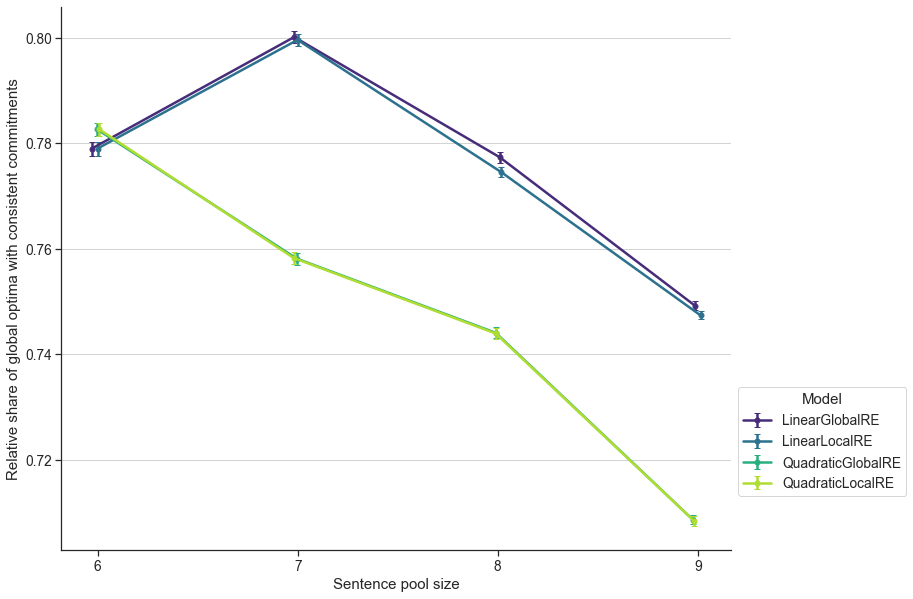 Relative share of global optima with consistent commitments
0.80
0.78
0.76
0.74
0.72
6 7 8 9
Sentence pool size
Model
LinearGlobalRE
LinearLocalRE
QuadraticGlobalRE
QuadraticLocalRE